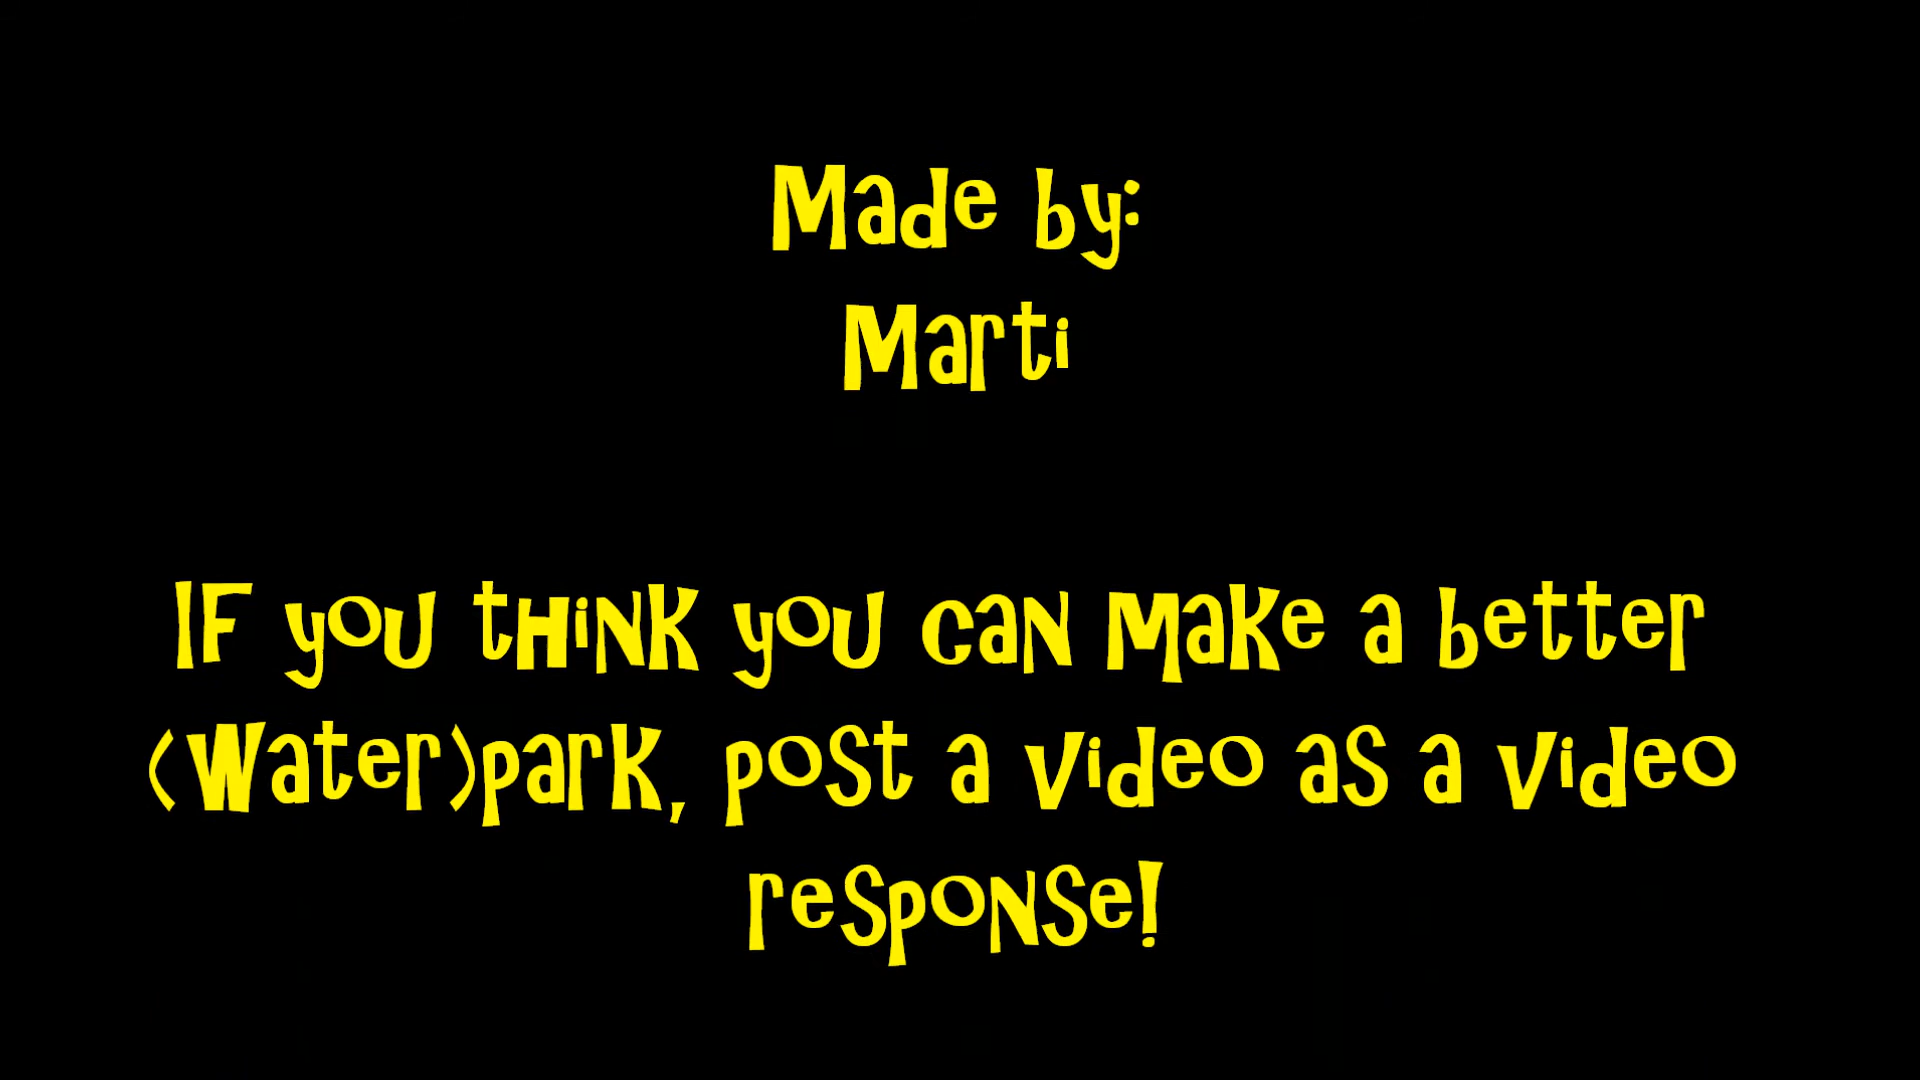 Made by:
Marti
If you think you can make a better
(Water)park, post a video as a video
response!